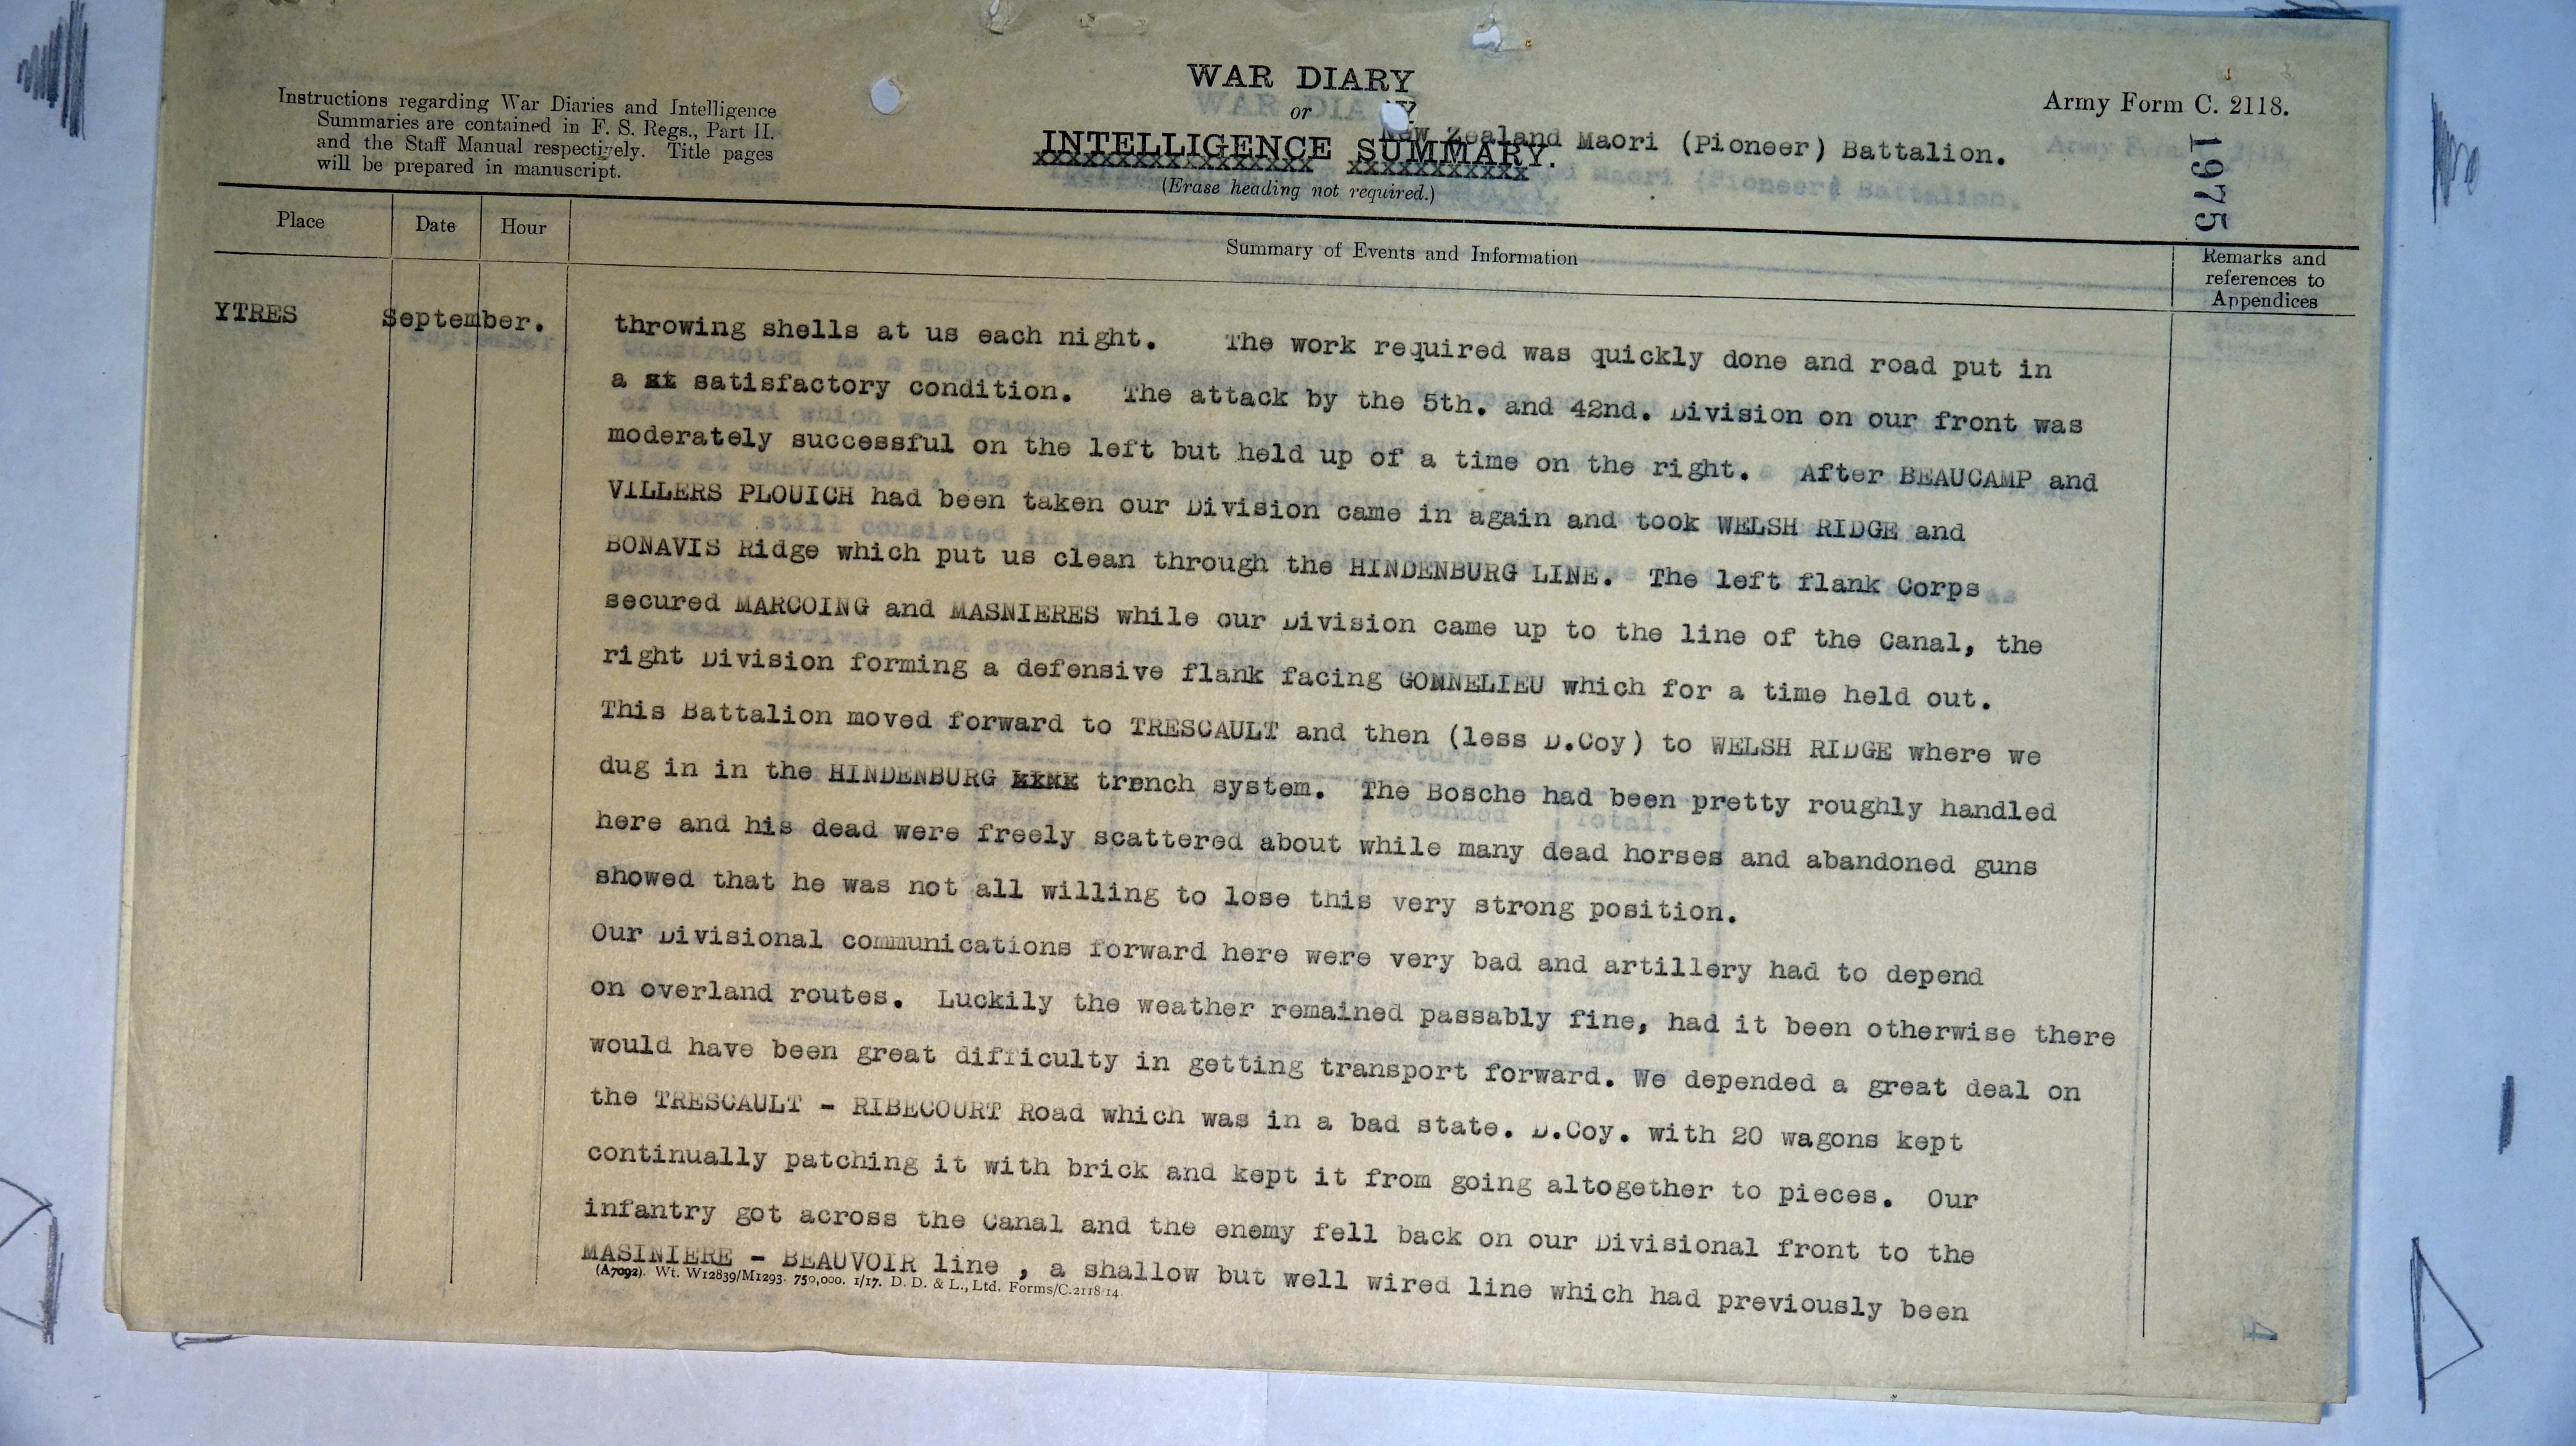 WAR DIARY
or
INTELLIGENCE SUMMARY.
(Erase heading not required.)
New Zealand Maori (Pioneer) Battalion.
Army Form C. 2118.
1975
Instructions regarding War Diaries and Intelligence
Summaries are contained in F. S. Regs., Part II.
and the Staff Manual respectively. Title pages
will be prepared in manuscript.
Place
Date
Hour
Summary of Events and Information
Remarks and
references to
Appendices
YTRES
September.
throwing shells at us each night. The work required was quickly done and road put in
a st satisfactory condition. The attack by the 5th. and 42nd. Division on our front was
moderately successful on the left but held up of a time on the right. After BEAUCAMP and
VILLERS PLOUICH had been taken our Division came in again and took WELSH RIDGE and
BONAVIS Ridge which put us clean through the HINDENBURG LINE. The left flank Corps
secured MARCOING and MASNIERES while our Division came up to the line of the Canal, the
right Division forming a defensive flank facing GONNELIEU which for a time held out.
This Battalion moved forward to TRESCAULT and then (less D.Coy) to WELSH RIDGE where we
dug in in the HINDENBURG trench system. The Bosche had been pretty roughly handled
here and his dead were freely scattered about while many dead horses and abandoned guns
showed that he was not all willing to lose this very strong position.
Our Divisional communications forward here were very bad and artillery had to depend
on overland routes. Luckily the weather remained passably fine, had it been otherwise there
would have been great difficulty in getting transport forward. We depended a great deal on
the TRESCAULT - RIBECOURT Road which was in a bad state. D.Coy. with 20 wagons kept
continually patching it with brick and kept it from going altogether to pieces. Our
infantry got across the Canal and the enemy fell back on our Divisional front to the
MASINIERE - BEAUVOIR line , a shallow but well wired line which had previously been
(A7092). Wt. W12839/M1293. 750,000. 1/17. D. D. & L., Ltd. Forms/C.2118/14.